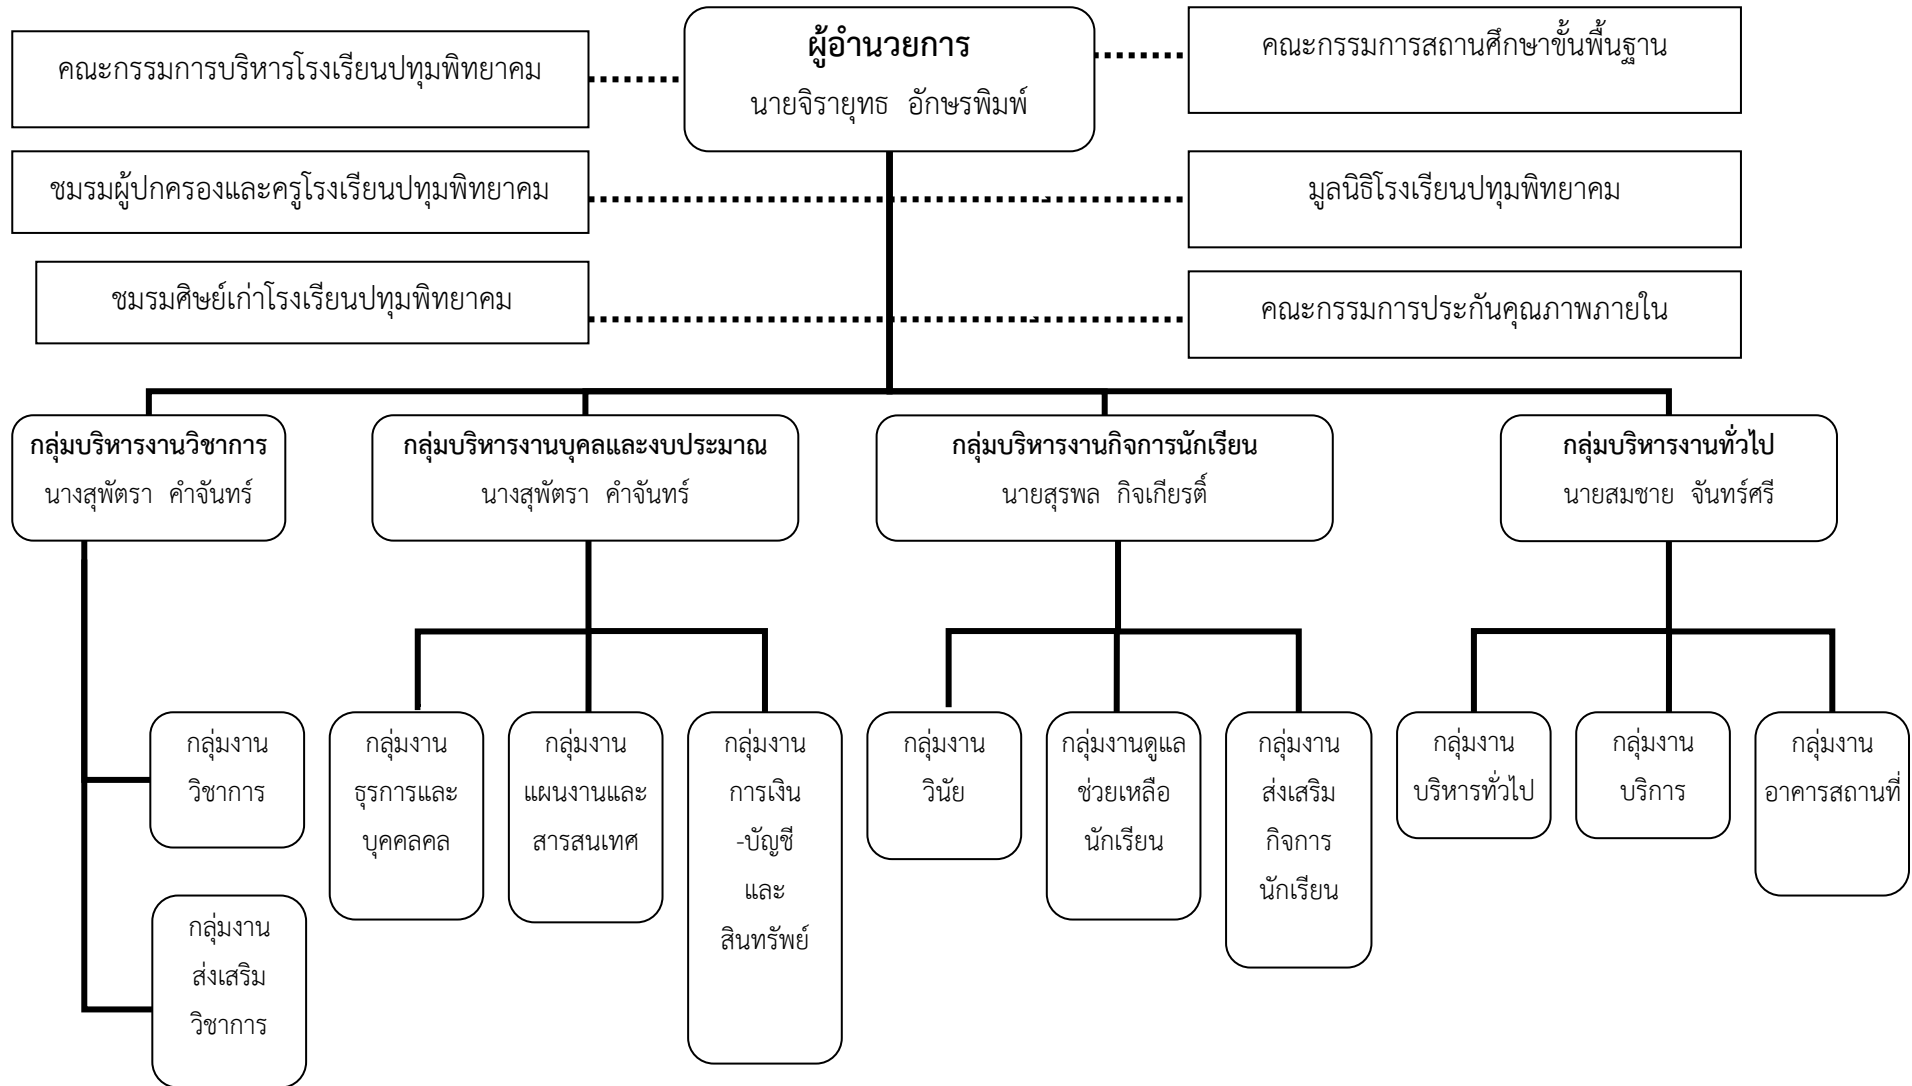 ผู้อำนวยการ
นายจิรายุทธ อักษรพิมพ์
คณะกรรมการบริหารโรงเรียนปทุมพิทยาคม
คณะกรรมการสถานศึกษาขั้นพื้นฐาน
ชมรมผู้ปกครองและครูโรงเรียนปทุมพิทยาคม
มูลนิธิโรงเรียนปทุมพิทยาคม
ชมรมศิษย์เก่าโรงเรียนปทุมพิทยาคม
คณะกรรมการประกันคุณภาพภายใน
กลุ่มบริหารงานวิชาการ
นางสุพัตรา คำจันทร์
กลุ่มบริหารงานบุคลและงบประมาณ
นางสุพัตรา คำจันทร์
กลุ่มบริหารงานกิจการนักเรียน
นายสุรพล กิจเกียรติ์
กลุ่มบริหารงานทั่วไป
นายสมชาย จันทร์ศรี
กลุ่มงาน
วิชาการ
กลุ่มงาน
ส่งเสริม
วิชาการ
กลุ่มงาน
ธุรการและ
บุคคลคล
กลุ่มงาน
แผนงานและ
สารสนเทศ
กลุ่มงาน
การเงิน
-บัญชี
และ
สินทรัพย์
กลุ่มงาน
วินัย
กลุ่มงานดูแล
ช่วยเหลือ
นักเรียน
กลุ่มงาน
ส่งเสริม
กิจการ
นักเรียน
กลุ่มงาน
บริหารทั่วไป
กลุ่มงาน
บริการ
กลุ่มงาน
อาคารสถานที่